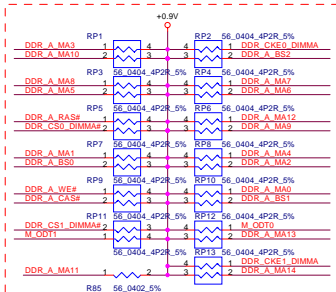 +0.9V
RP1 RP2 56_0404_4P2R_5%
DDR_A_MA3 1 4 4 1 DDR_CKE0_DIMMA
DDR_A_MA10 2 3 3 2 DDR_A_BS2
RP3 56_0404_4P2R_5% RP4 56_0404_4P2R_5%
DDR_A_MA8 1 4 4 1 DDR_A_MA7
DDR_A_MA5 2 3 3 2 DDR_A_MA6
RP5 56_0404_4P2R_5% RP6 56_0404_4P2R_5%
DDR_A_RAS# 1 4 4 1 DDR_A_MA12
DDR_CS0_DIMMA# 2 3 3 2 DDR_A_MA9
RP7 56_0404_4P2R_5% RP8 56_0404_4P2R_5%
DDR_A_MA1 1 4 4 1 DDR_A_MA4
DDR_A_BS0 2 3 3 2 DDR_A_MA2
RP9 56_0404_4P2R_5% RP10 56_0404_4P2R_5%
DDR_A_WE# 1 4 4 1 DDR_A_MA0
DDR_A_CAS# 2 3 3 2 DDR_A_BS1
RP11 56_0404_4P2R_5% RP12 56_0404_4P2R_5%
DDR_CS1_DIMMA# 2 3 4 1 M_ODT0
M_ODT1 1 4 3 2 DDR_A_MA13
RP13 56_0404_4P2R_5%
4 1 DDR_CKE1_DIMMA
DDR_A_MA11 1 2 3 2 DDR_A_MA14
R85 56_0402_5%